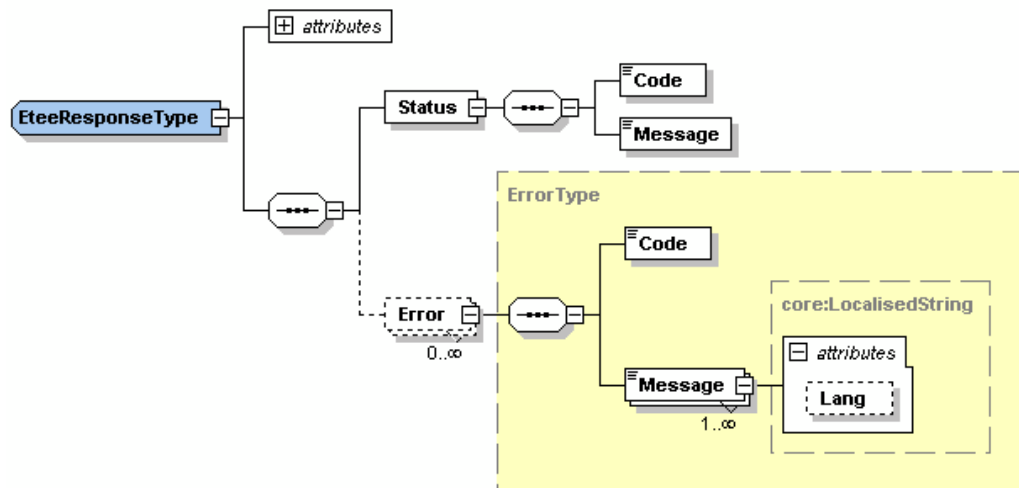 attributes
EteeResponseType
Status
Code
Message
ErrorType
Code
Error
0..∞
core:LocalisedString
attributes
Message
Lang
1..∞